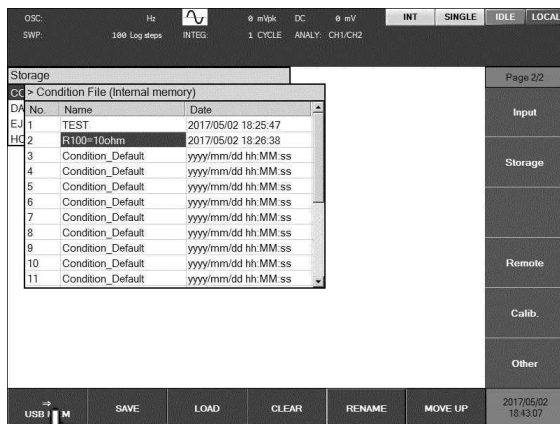 OSC: Hz 0 mVpk DC 0 mV INT SINGLE IDLE LOCAL
SWP: 100 Log steps INTEG: 1 CYCLE ANALY: CH1/CH2
Storage
Page 2/2
> Condition File (Internal memory)
No. Name Date
1 TEST 2017/05/02 18:25:47
2 R100=10ohm 2017/05/02 18:26:38
3 Condition_Default yyyy/mm/dd hh:MM:ss
4 Condition_Default yyyy/mm/dd hh:MM:ss
5 Condition_Default yyyy/mm/dd hh:MM:ss
6 Condition_Default yyyy/mm/dd hh:MM:ss
7 Condition_Default yyyy/mm/dd hh:MM:ss
8 Condition_Default yyyy/mm/dd hh:MM:ss
9 Condition_Default yyyy/mm/dd hh:MM:ss
10 Condition_Default yyyy/mm/dd hh:MM:ss
11 Condition_Default yyyy/mm/dd hh:MM:ss
CO
DA
EJ
HC
Input
Storage
Remote
Calib.
Other
⇒
USB SAVE LOAD CLEAR RENAME MOVE UP
2017/05/02
18:43:07